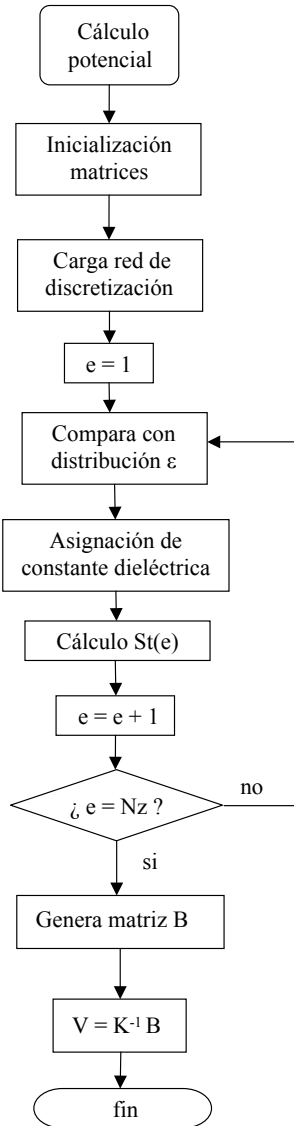 Cálculo
potencial
Inicialización
matrices
Carga red de
discretización
e = 1
Compara con
distribución ε
Asignación de
constante dieléctrica
Cálculo St(e)
e = e + 1
¿ e = Nz ?
no
si
Genera matriz B
V = K⁻¹ B
fin